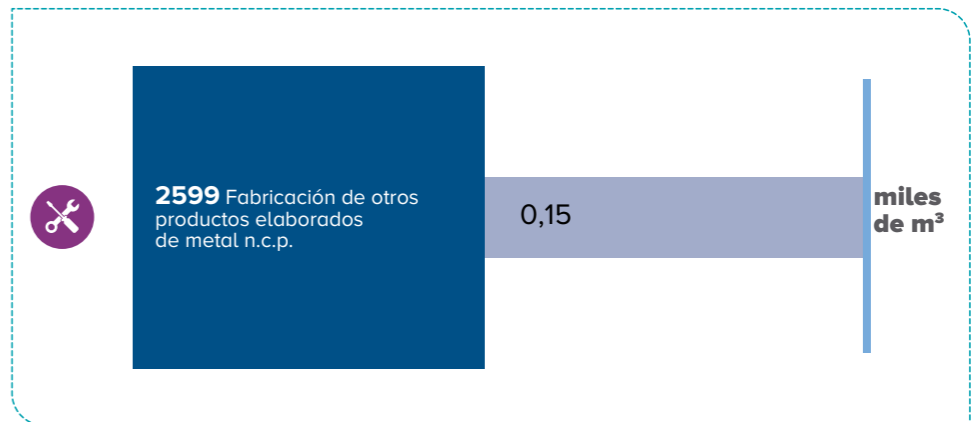 2599 Fabricación de otros
productos elaborados
de metal n.c.p.
0,15
miles
de m³